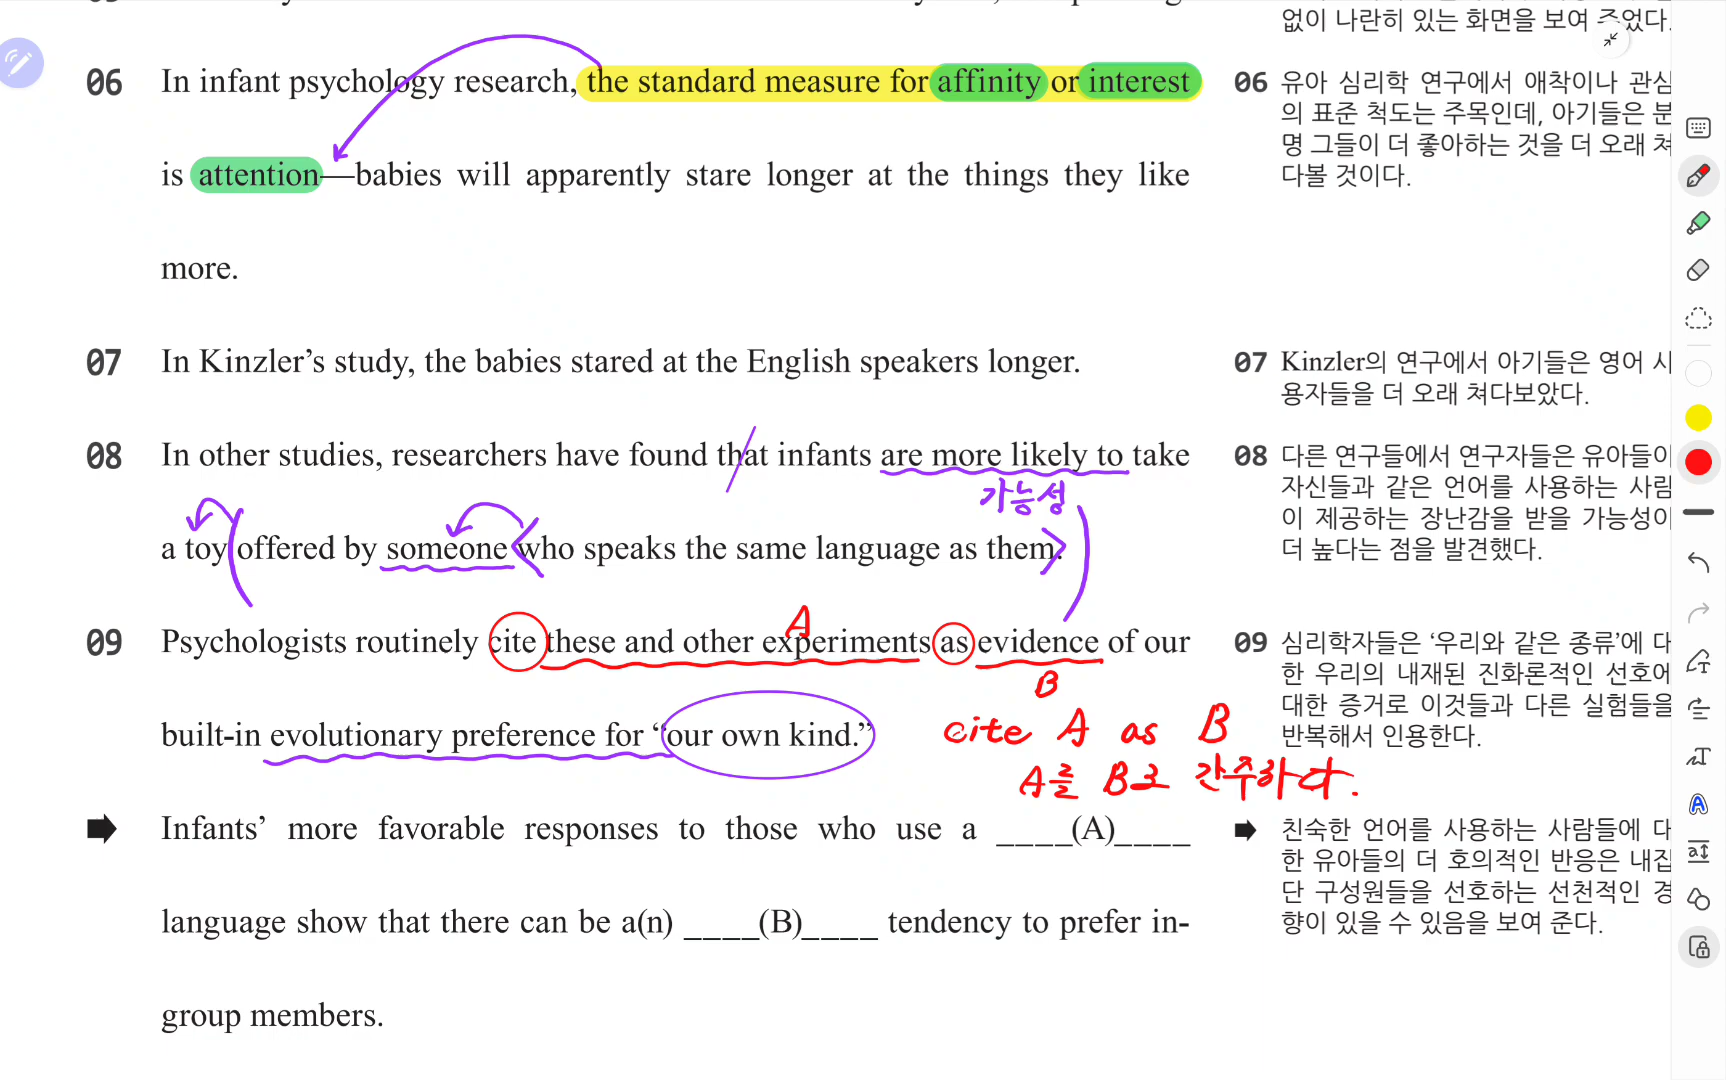 없이 나란히 있는 화면을 보여 주었다.
06 In infant psychology research, the standard measure for affinity or interest
is attention—babies will apparently stare longer at the things they like
more.
06 유아 심리학 연구에서 애착이나 관심
의 표준 척도는 주목인데, 아기들은 분
명 그들이 더 좋아하는 것을 더 오래 쳐
다볼 것이다.
07 In Kinzler’s study, the babies stared at the English speakers longer.
07 Kinzler의 연구에서 아기들은 영어 사
용자들을 더 오래 쳐다보았다.
08 In other studies, researchers have found that infants are more likely to take
가능성
a toy offered by someone who speaks the same language as them.
08 다른 연구들에서 연구자들은 유아들이
자신들과 같은 언어를 사용하는 사람
이 제공하는 장난감을 받을 가능성이
더 높다는 점을 발견했다.
A
09 Psychologists routinely cite these and other experiments as evidence of our
B
built-in evolutionary preference for “our own kind.”
cite A as B
A를 B로 간주하다.
09 심리학자들은 ‘우리와 같은 종류’에 대
한 우리의 내재된 진화론적인 선호에
대한 증거로 이것들과 다른 실험들을
반복해서 인용한다.
➡ Infants’ more favorable responses to those who use a ____(A)____
language show that there can be a(n) ____(B)____ tendency to prefer in-
group members.
➡ 친숙한 언어를 사용하는 사람들에 대
한 유아들의 더 호의적인 반응은 내집
단 구성원들을 선호하는 선천적인 경
향이 있을 수 있음을 보여 준다.